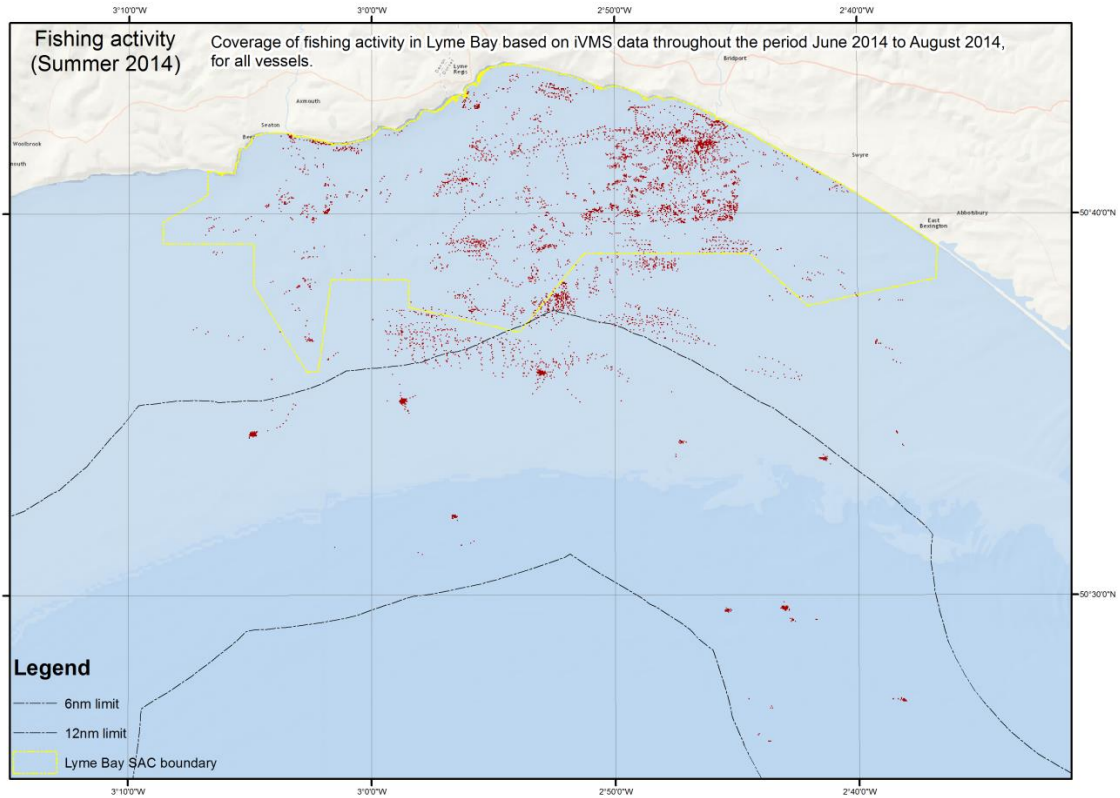 3°10'0"W 3°0'0"W 2°50'0"W 2°40'0"W
Fishing activity
(Summer 2014)
Coverage of fishing activity in Lyme Bay based on iVMS data throughout the period June 2014 to August 2014,
for all vessels.
Lyme
Regis
Bridport
Axmouth
Seaton
Beer
Woolbrook
mouth
Swyre
Abbotsbury
East
Bexington
50°40'0"N
50°30'0"N
Legend
6nm limit
12nm limit
Lyme Bay SAC boundary
3°10'0"W 3°0'0"W 2°50'0"W 2°40'0"W